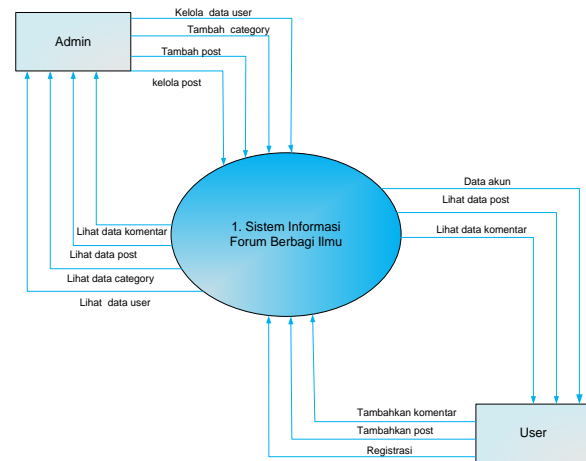 Kelola data user
Tambah category
Admin
Tambah post
kelola post
Data akun
Lihat data post
1. Sistem Informasi
Forum Berbagi Ilmu
Lihat data komentar
Lihat data komentar
Lihat data post
Lihat data category
Lihat data user
Tambahkan komentar
Tambahkan post
User
Registrasi